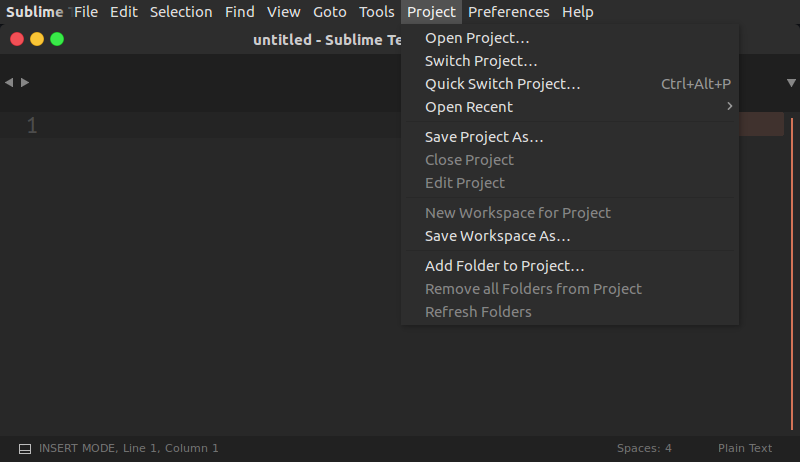 Sublime File Edit Selection Find View Goto Tools Project Preferences Help
untitled - Sublime Te
Open Project…
Switch Project…
Quick Switch Project… Ctrl+Alt+P
Open Recent
1
Save Project As…
Close Project
Edit Project
New Workspace for Project
Save Workspace As…
Add Folder to Project…
Remove all Folders from Project
Refresh Folders
INSERT MODE, Line 1, Column 1 Spaces: 4 Plain Text